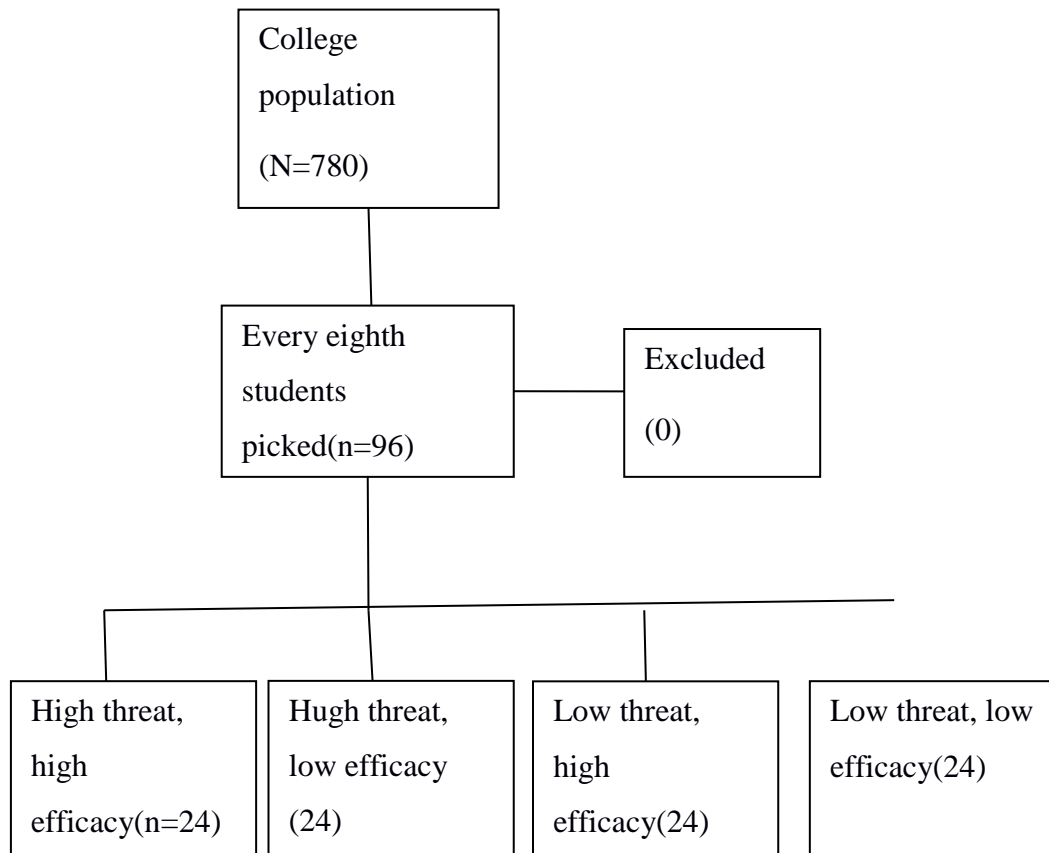 College
population
(N=780)
Every eighth
students
picked(n=96)
Excluded
(0)
High threat,
high
efficacy(n=24)
Hugh threat,
low efficacy
(24)
Low threat,
high
efficacy(24)
Low threat, low
efficacy(24)